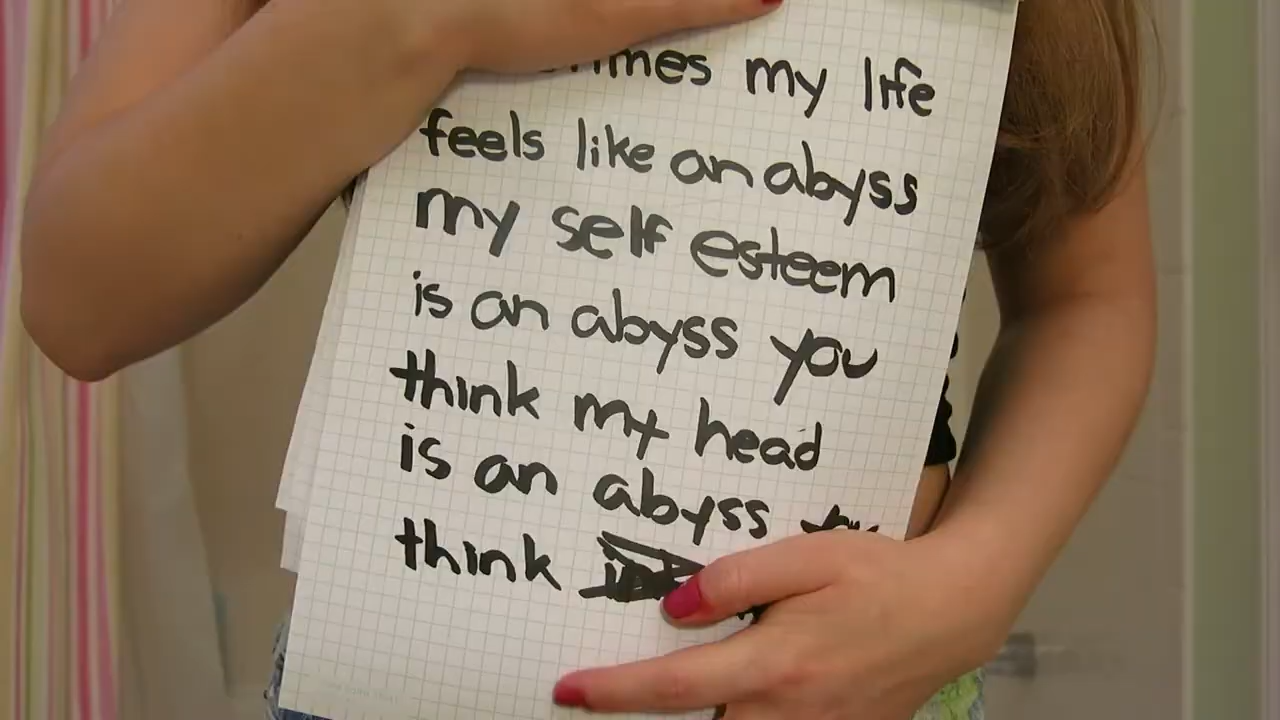 my life
feels like an abyss
my self esteem
is an abyss you
think my head
is an abyss
think